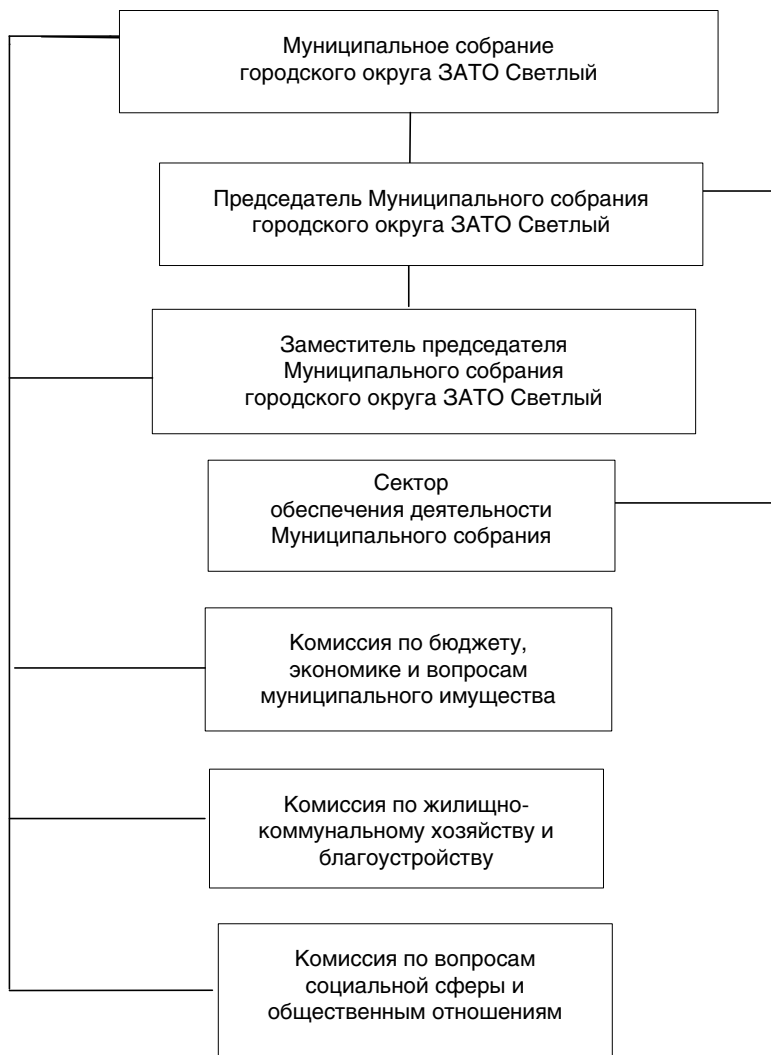 Муниципальное собрание
городского округа ЗАТО Светлый
Председатель Муниципального собрания
городского округа ЗАТО Светлый
Заместитель председателя
Муниципального собрания
городского округа ЗАТО Светлый
Сектор
обеспечения деятельности
Муниципального собрания
Комиссия по бюджету,
экономике и вопросам
муниципального имущества
Комиссия по жилищно-
коммунальному хозяйству и
благоустройству
Комиссия по вопросам
социальной сферы и
общественным отношениям